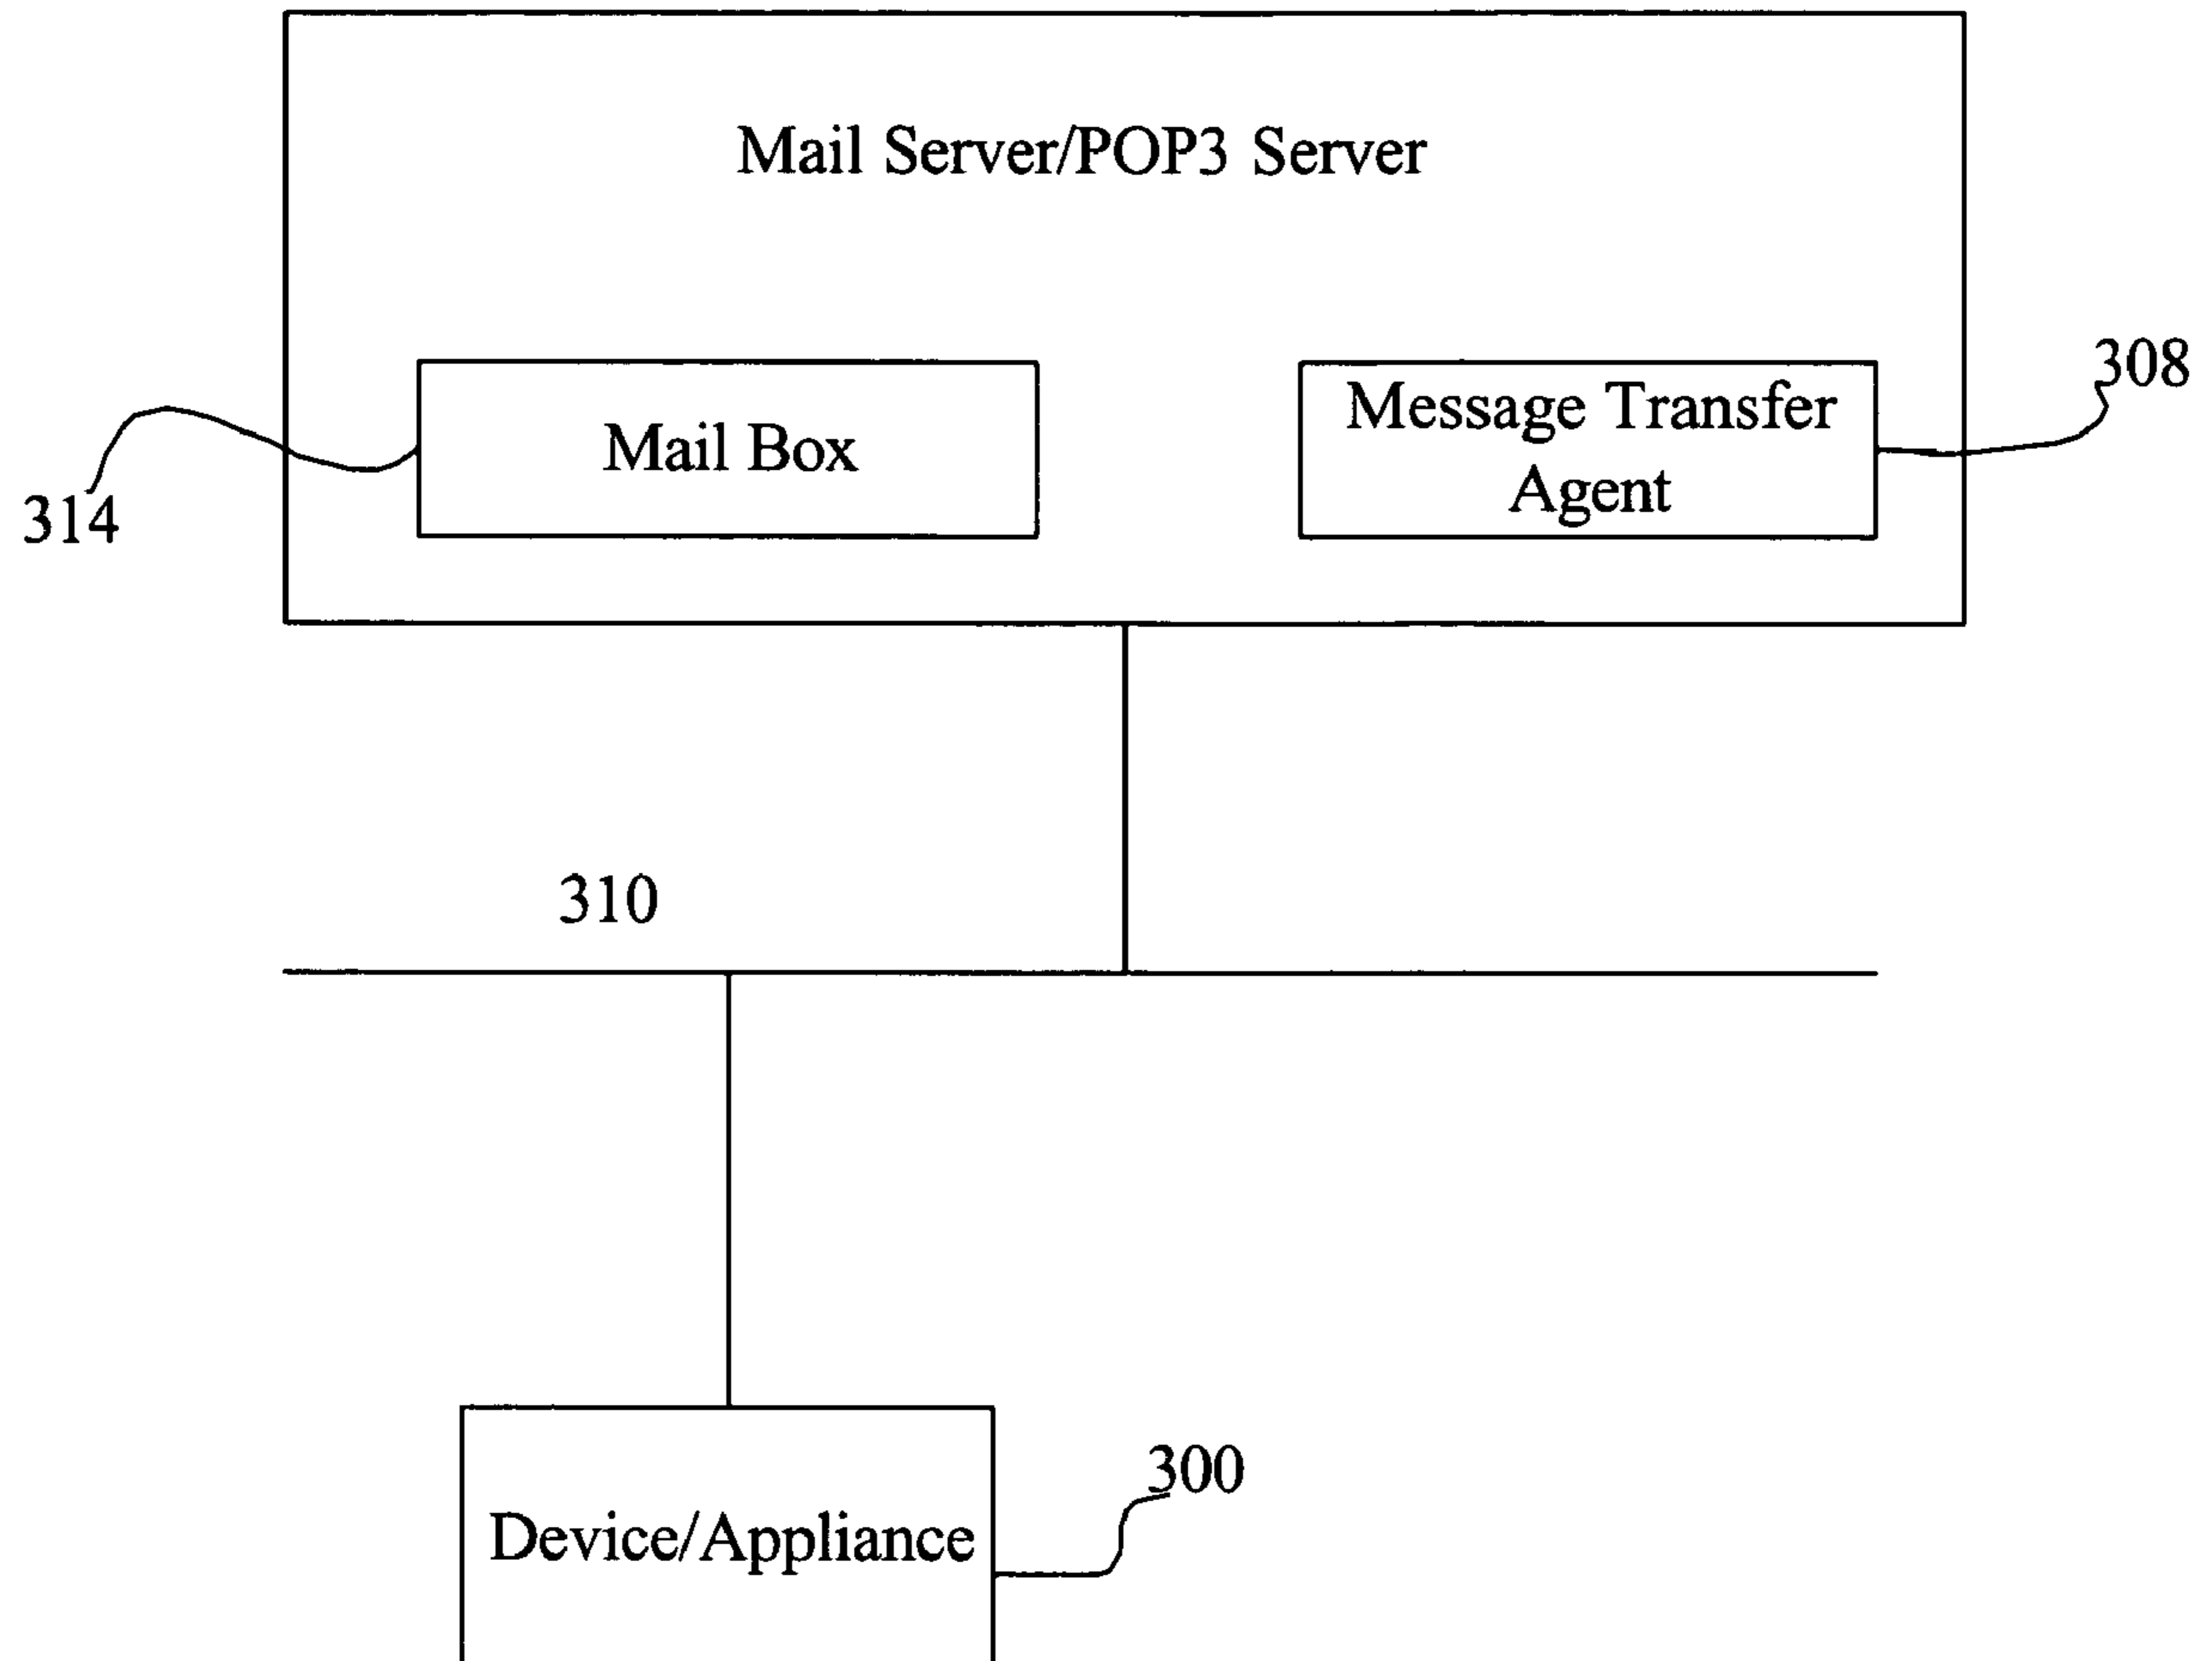 Mail Server/POP3 Server
308
Mail Box
Message Transfer
Agent
314
310
300
Device/Appliance